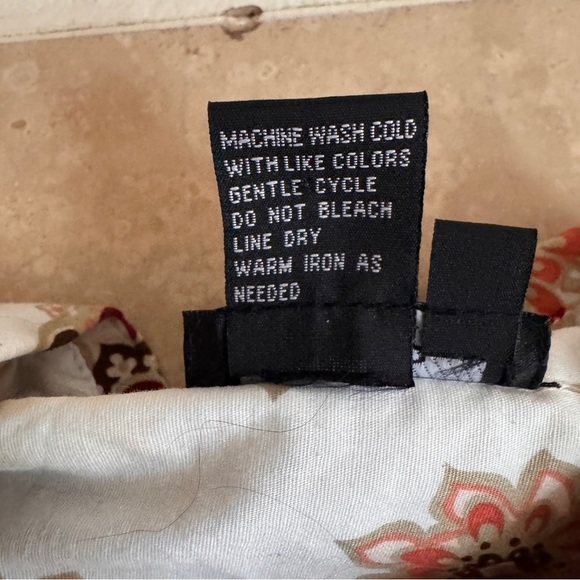 MACHINE WASH COLD
WITH LIKE COLORS
GENTLE CYCLE
DO NOT BLEACH
LINE DRY
WARM IRON AS
NEEDED